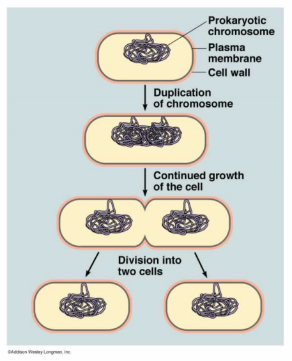 Prokaryotic
chromosome
Plasma
membrane
Cell wall
Duplication
of chromosome
Continued growth
of the cell
Division into
two cells
©Addison Wesley Longman, Inc.